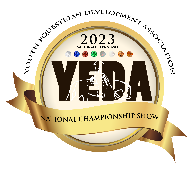 YOUTH EQUESTRIAN DEVELOPMENT ASSOCIATION
2023
YEDA
NATIONAL CHAMPIONSHIP SHOW